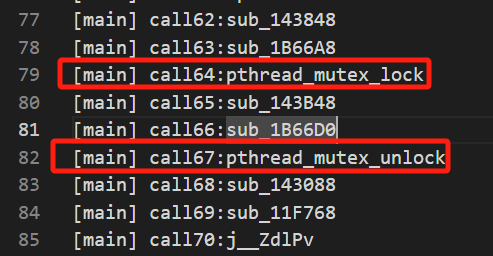 77 [main] call62:sub_143848
78 [main] call63:sub_1B66A8
79 [main] call64:pthread_mutex_lock
80 [main] call65:sub_143B48
81 [main] call66:sub_1B66D0
82 [main] call67:pthread_mutex_unlock
83 [main] call68:sub_143088
84 [main] call69:sub_11F768
85 [main] call70:j__ZdlPv